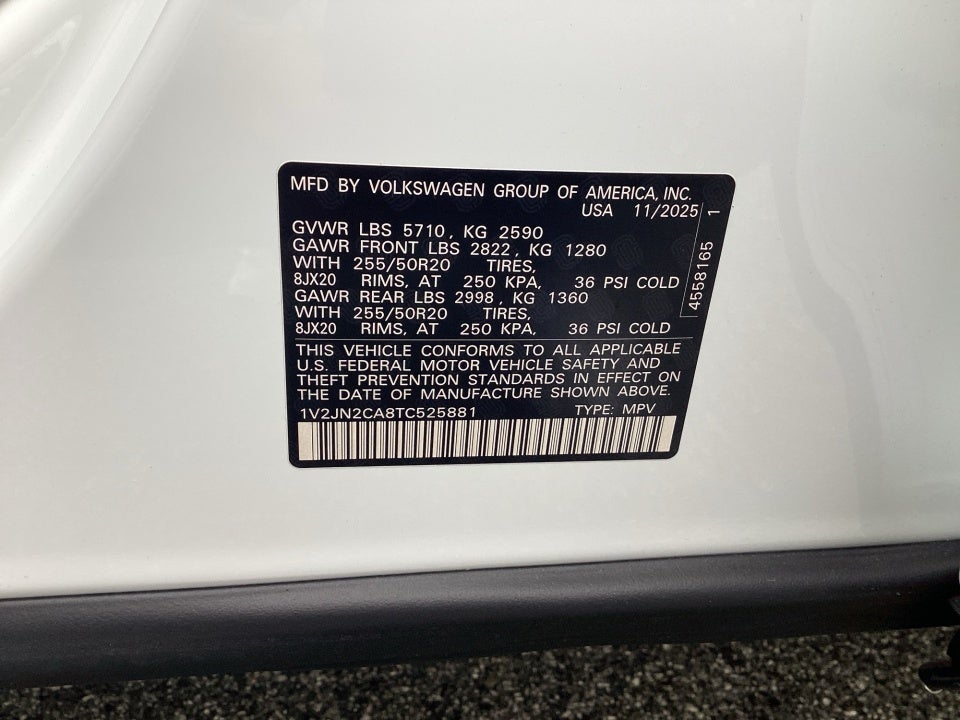 MFD BY VOLKSWAGEN GROUP OF AMERICA, INC.
USA 11/2025
GVWR LBS 5710, KG 2590
GAWR FRONT LBS 2822, KG 1280
WITH 255/50R20 TIRES,
8JX20 RIMS, AT 250 KPA, 36 PSI COLD
GAWR REAR LBS 2998, KG 1360
WITH 255/50R20 TIRES,
8JX20 RIMS, AT 250 KPA, 36 PSI COLD
4558165 1
THIS VEHICLE CONFORMS TO ALL APPLICABLE
U.S. FEDERAL MOTOR VEHICLE SAFETY AND
THEFT PREVENTION STANDARDS IN EFFECT ON
THE DATE OF MANUFACTURE SHOWN ABOVE.
1V2JN2CA8TC525881 TYPE: MPV